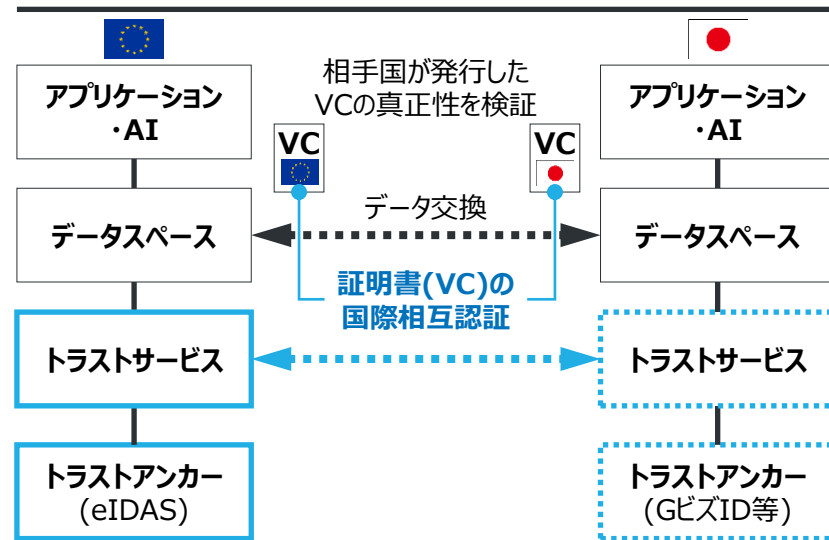 アプリケーション
・AI
相手国が発行した
VCの真正性を検証
アプリケーション
・AI
VC
VC
データスペース
データ交換
データスペース
証明書(VC)の
国際相互認証
トラストサービス
トラストサービス
トラストアンカー
(eIDAS)
トラストアンカー
(GビズID等)